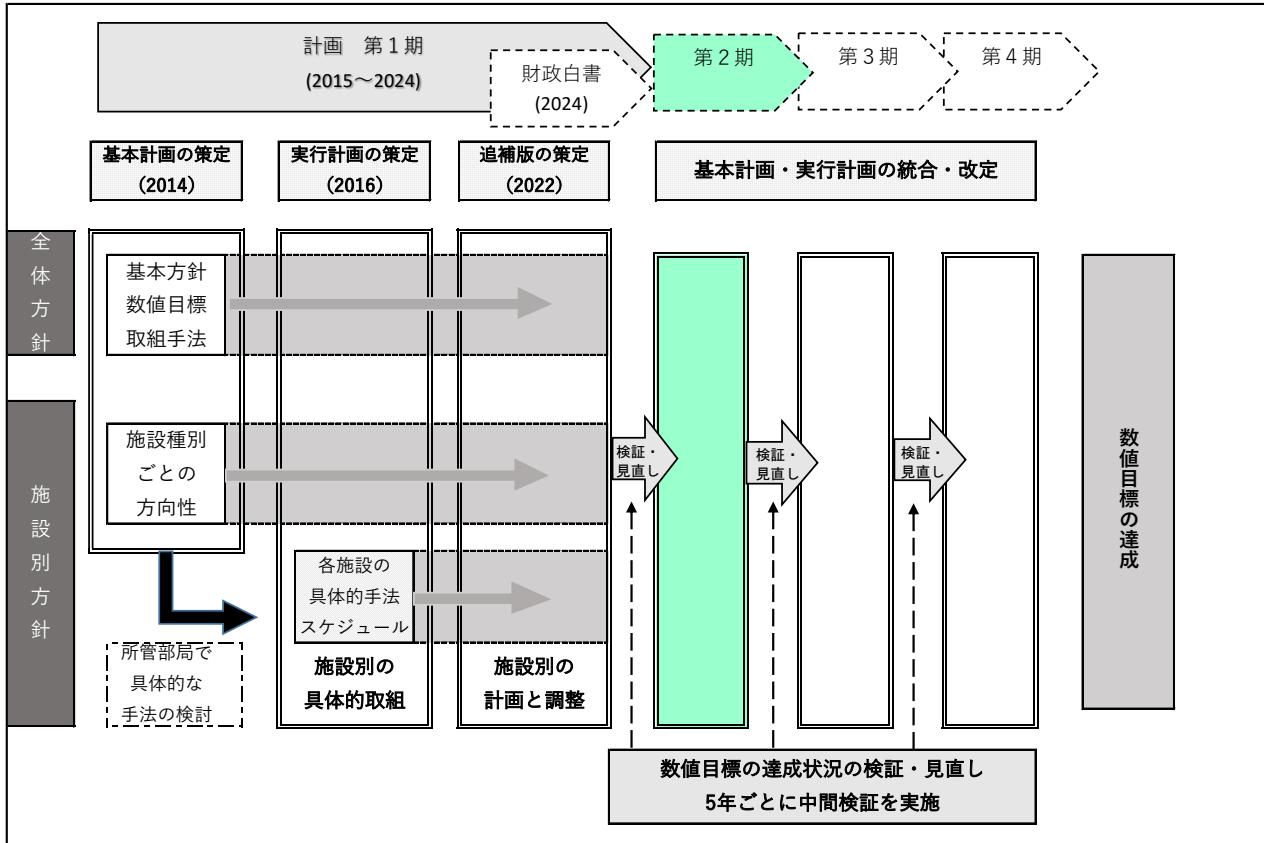 計画　第１期
(2015～2024)
財政白書
(2024)
第２期
第３期
第４期
基本計画の策定
(2014)
実行計画の策定
(2016)
追補版の策定
(2022)
基本計画・実行計画の統合・改定
全体方針
基本方針
数値目標
取組手法
施設別方針
施設種別
ごとの
方向性
検証・
見直し
検証・
見直し
検証・
見直し
数値目標の達成
各施設の
具体的手法
スケジュール
所管部局で
具体的な
手法の検討
施設別の
具体的取組
施設別の
計画と調整
数値目標の達成状況の検証・見直し
5年ごとに中間検証を実施